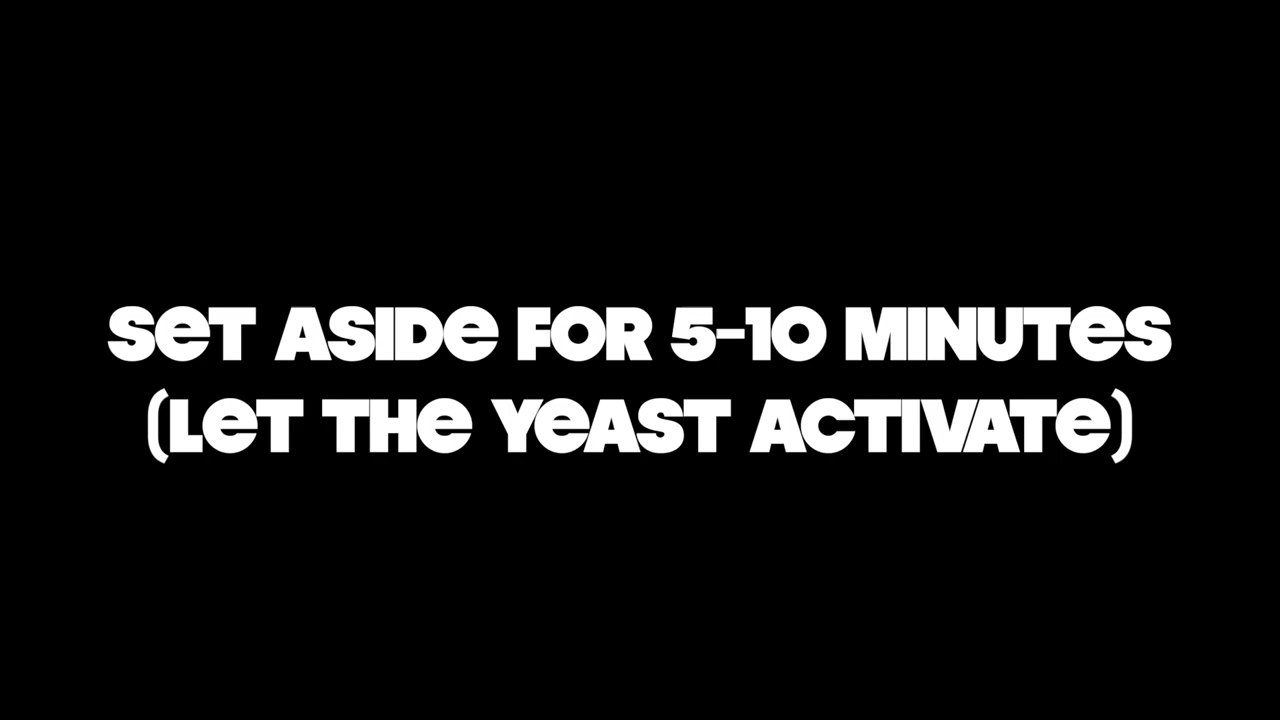 SET ASIDE FOR 5-10 MINUTES
(LET THE YEAST ACTIVATE)